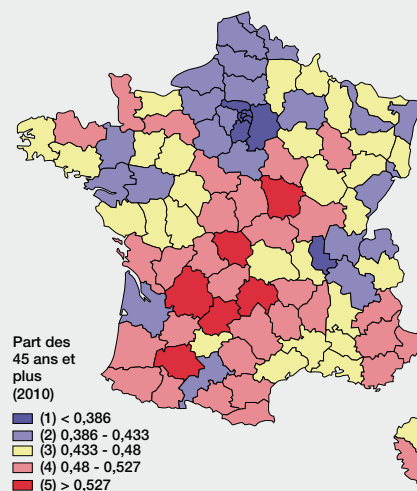 Part des
45 ans et
plus
(2010)
(1) < 0,386
(2) 0,386 - 0,433
(3) 0,433 - 0,48
(4) 0,48 - 0,527
(5) > 0,527